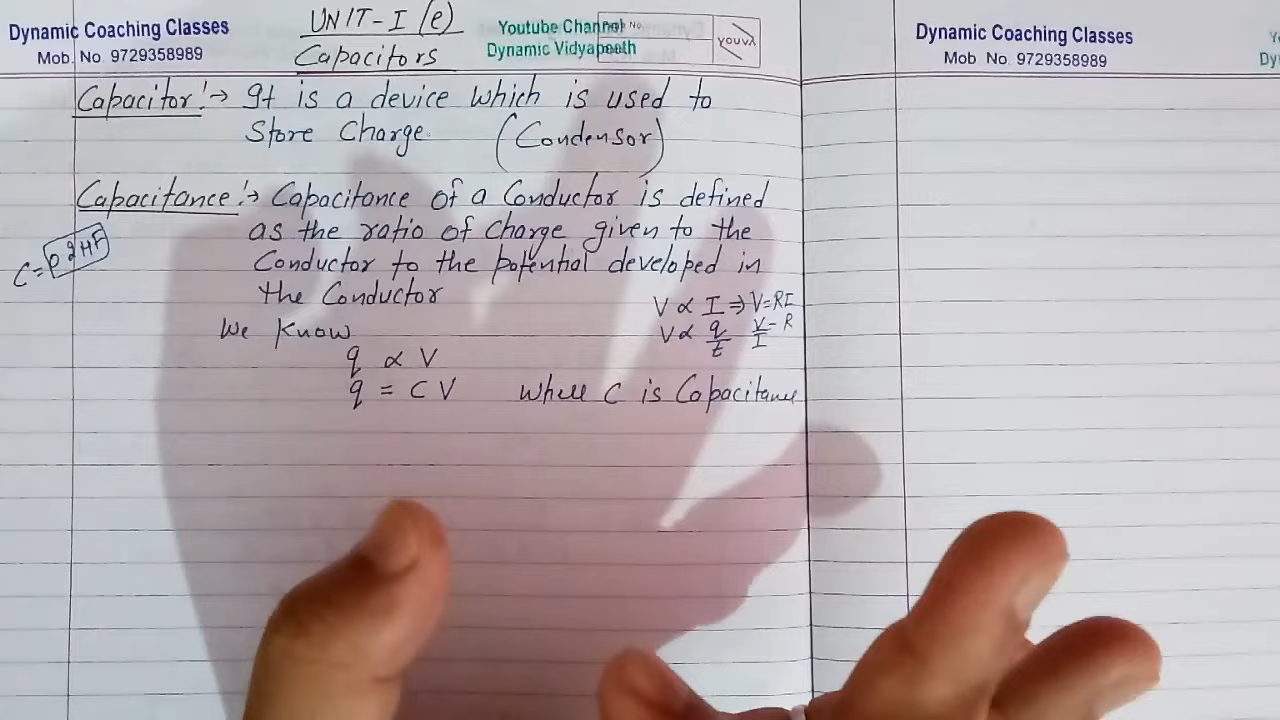 Dynamic Coaching Classes
Mob. No. 9729358989
UNIT-I (e)
Capacitors
Youtube Channel
Dynamic Vidyapeeth
youva
Dynamic Coaching Classes
Mob No. 9729358989
Capacitor :→ It is a device which is used to
Store Charge. (Condensor)
Capacitance :→ Capacitance of a Conductor is defined
as the ratio of Charge given to the
Conductor to the potential developed in
the Conductor
C =
We Know
q ∝ V
q = CV where C is Capacitance
V ∝ I ⇒ V = RI
V ∝ q/t V/I = R